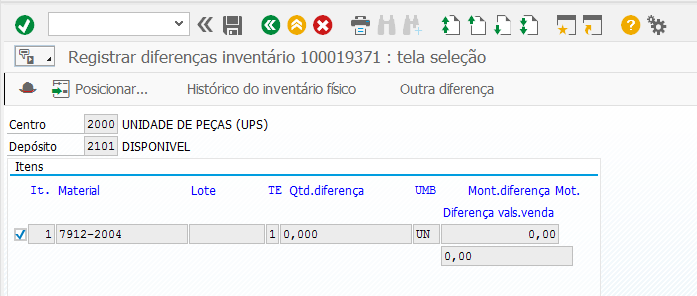 Registrar diferenças inventário 100019371 : tela seleção
Posicionar... Histórico do inventário físico Outra diferença
Centro 2000 UNIDADE DE PEÇAS (UPS)
Depósito 2101 DISPONIVEL
Itens
It. Material Lote TE Qtd.diferença UMB Mont.diferença Mot.
Diferença vals.venda
1 7912-2004 1 0,000 UN 0,00
0,00